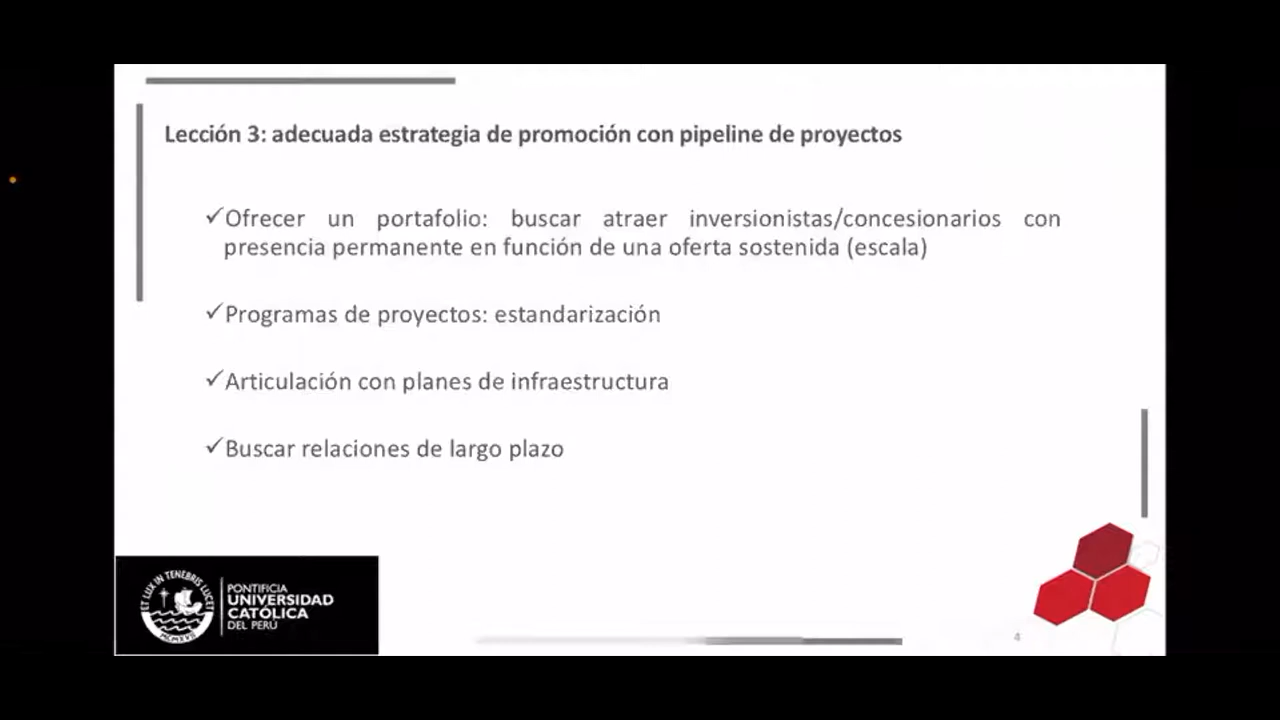 Lección 3: adecuada estrategia de promoción con pipeline de proyectos
✓Ofrecer un portafolio: buscar atraer inversionistas/concesionarios con
presencia permanente en función de una oferta sostenida (escala)
✓Programas de proyectos: estandarización
✓Articulación con planes de infraestructura
✓Buscar relaciones de largo plazo
ET LUX IN TENEBRIS LUCET
MCMXVII
PONTIFICIA
UNIVERSIDAD
CATÓLICA
DEL PERÚ
4